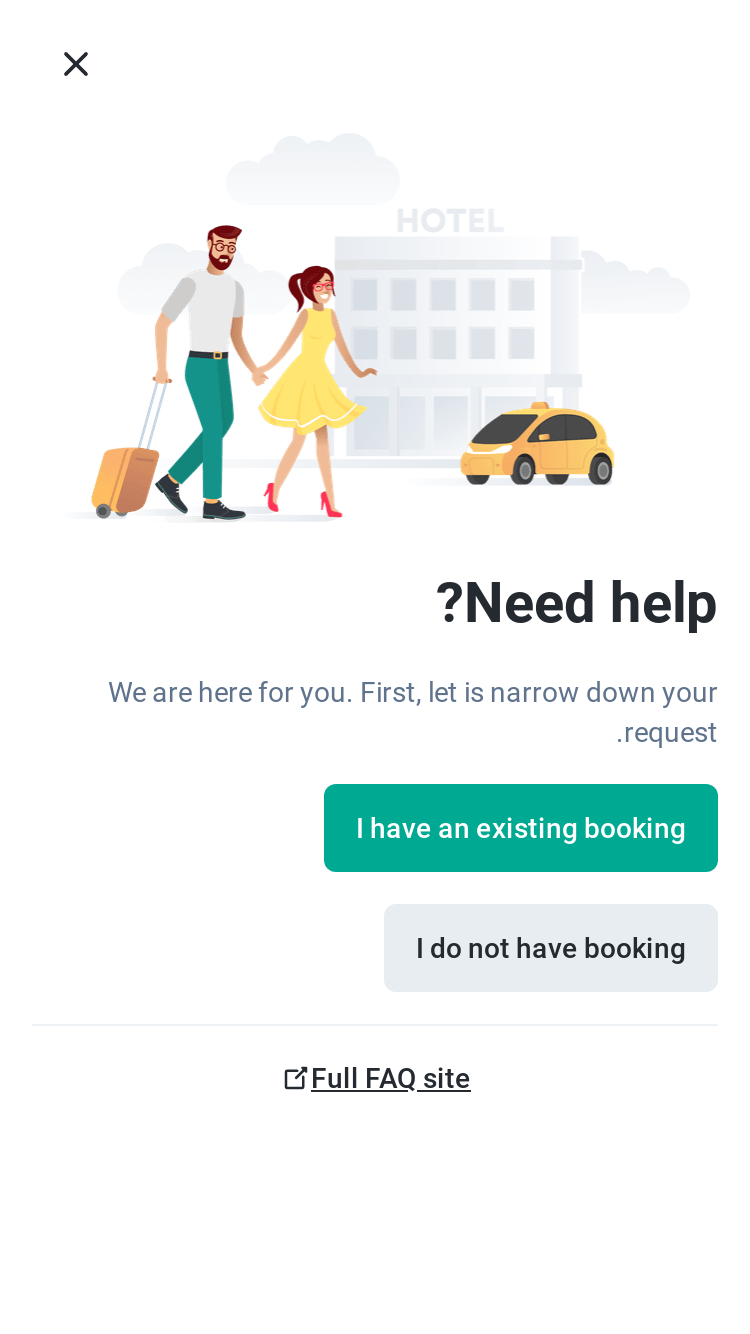 HOTEL
?Need help
We are here for you. First, let is narrow down your
.request
I have an existing booking
I do not have booking
Full FAQ site